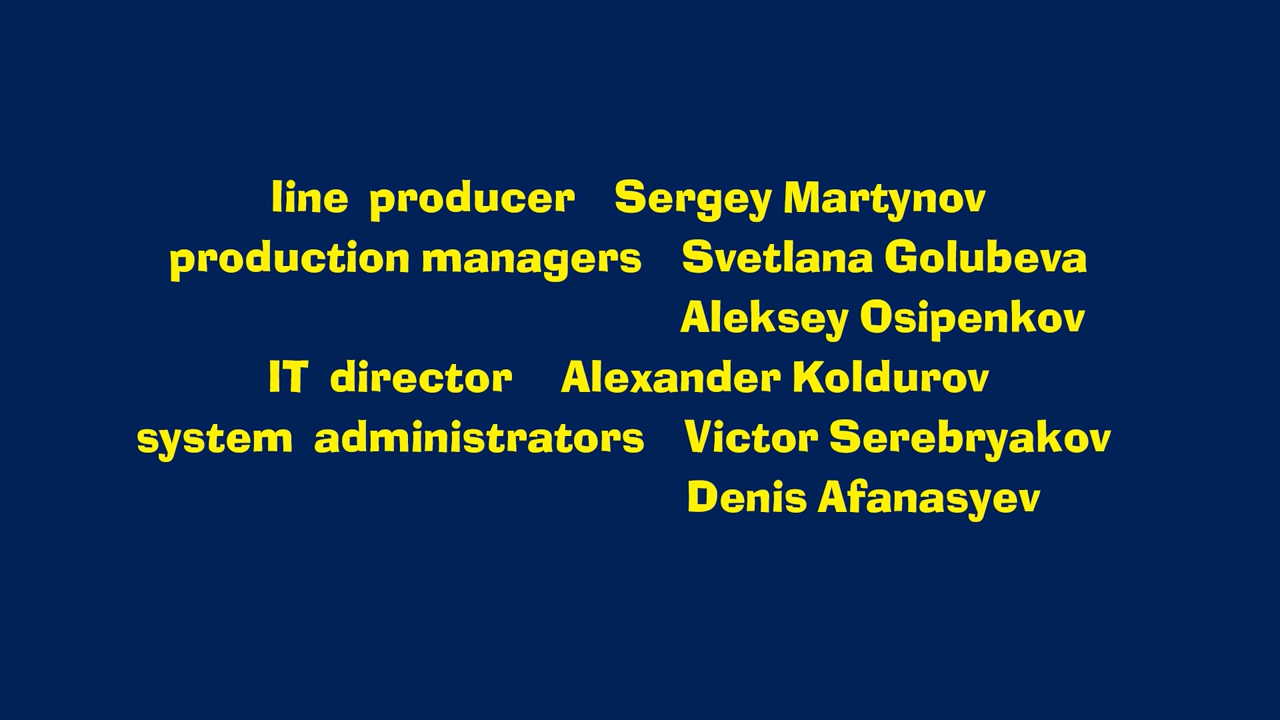 line producer Sergey Martynov
production managers Svetlana Golubeva
Aleksey Osipenkov
IT director Alexander Koldurov
system administrators Victor Serebryakov
Denis Afanasyev